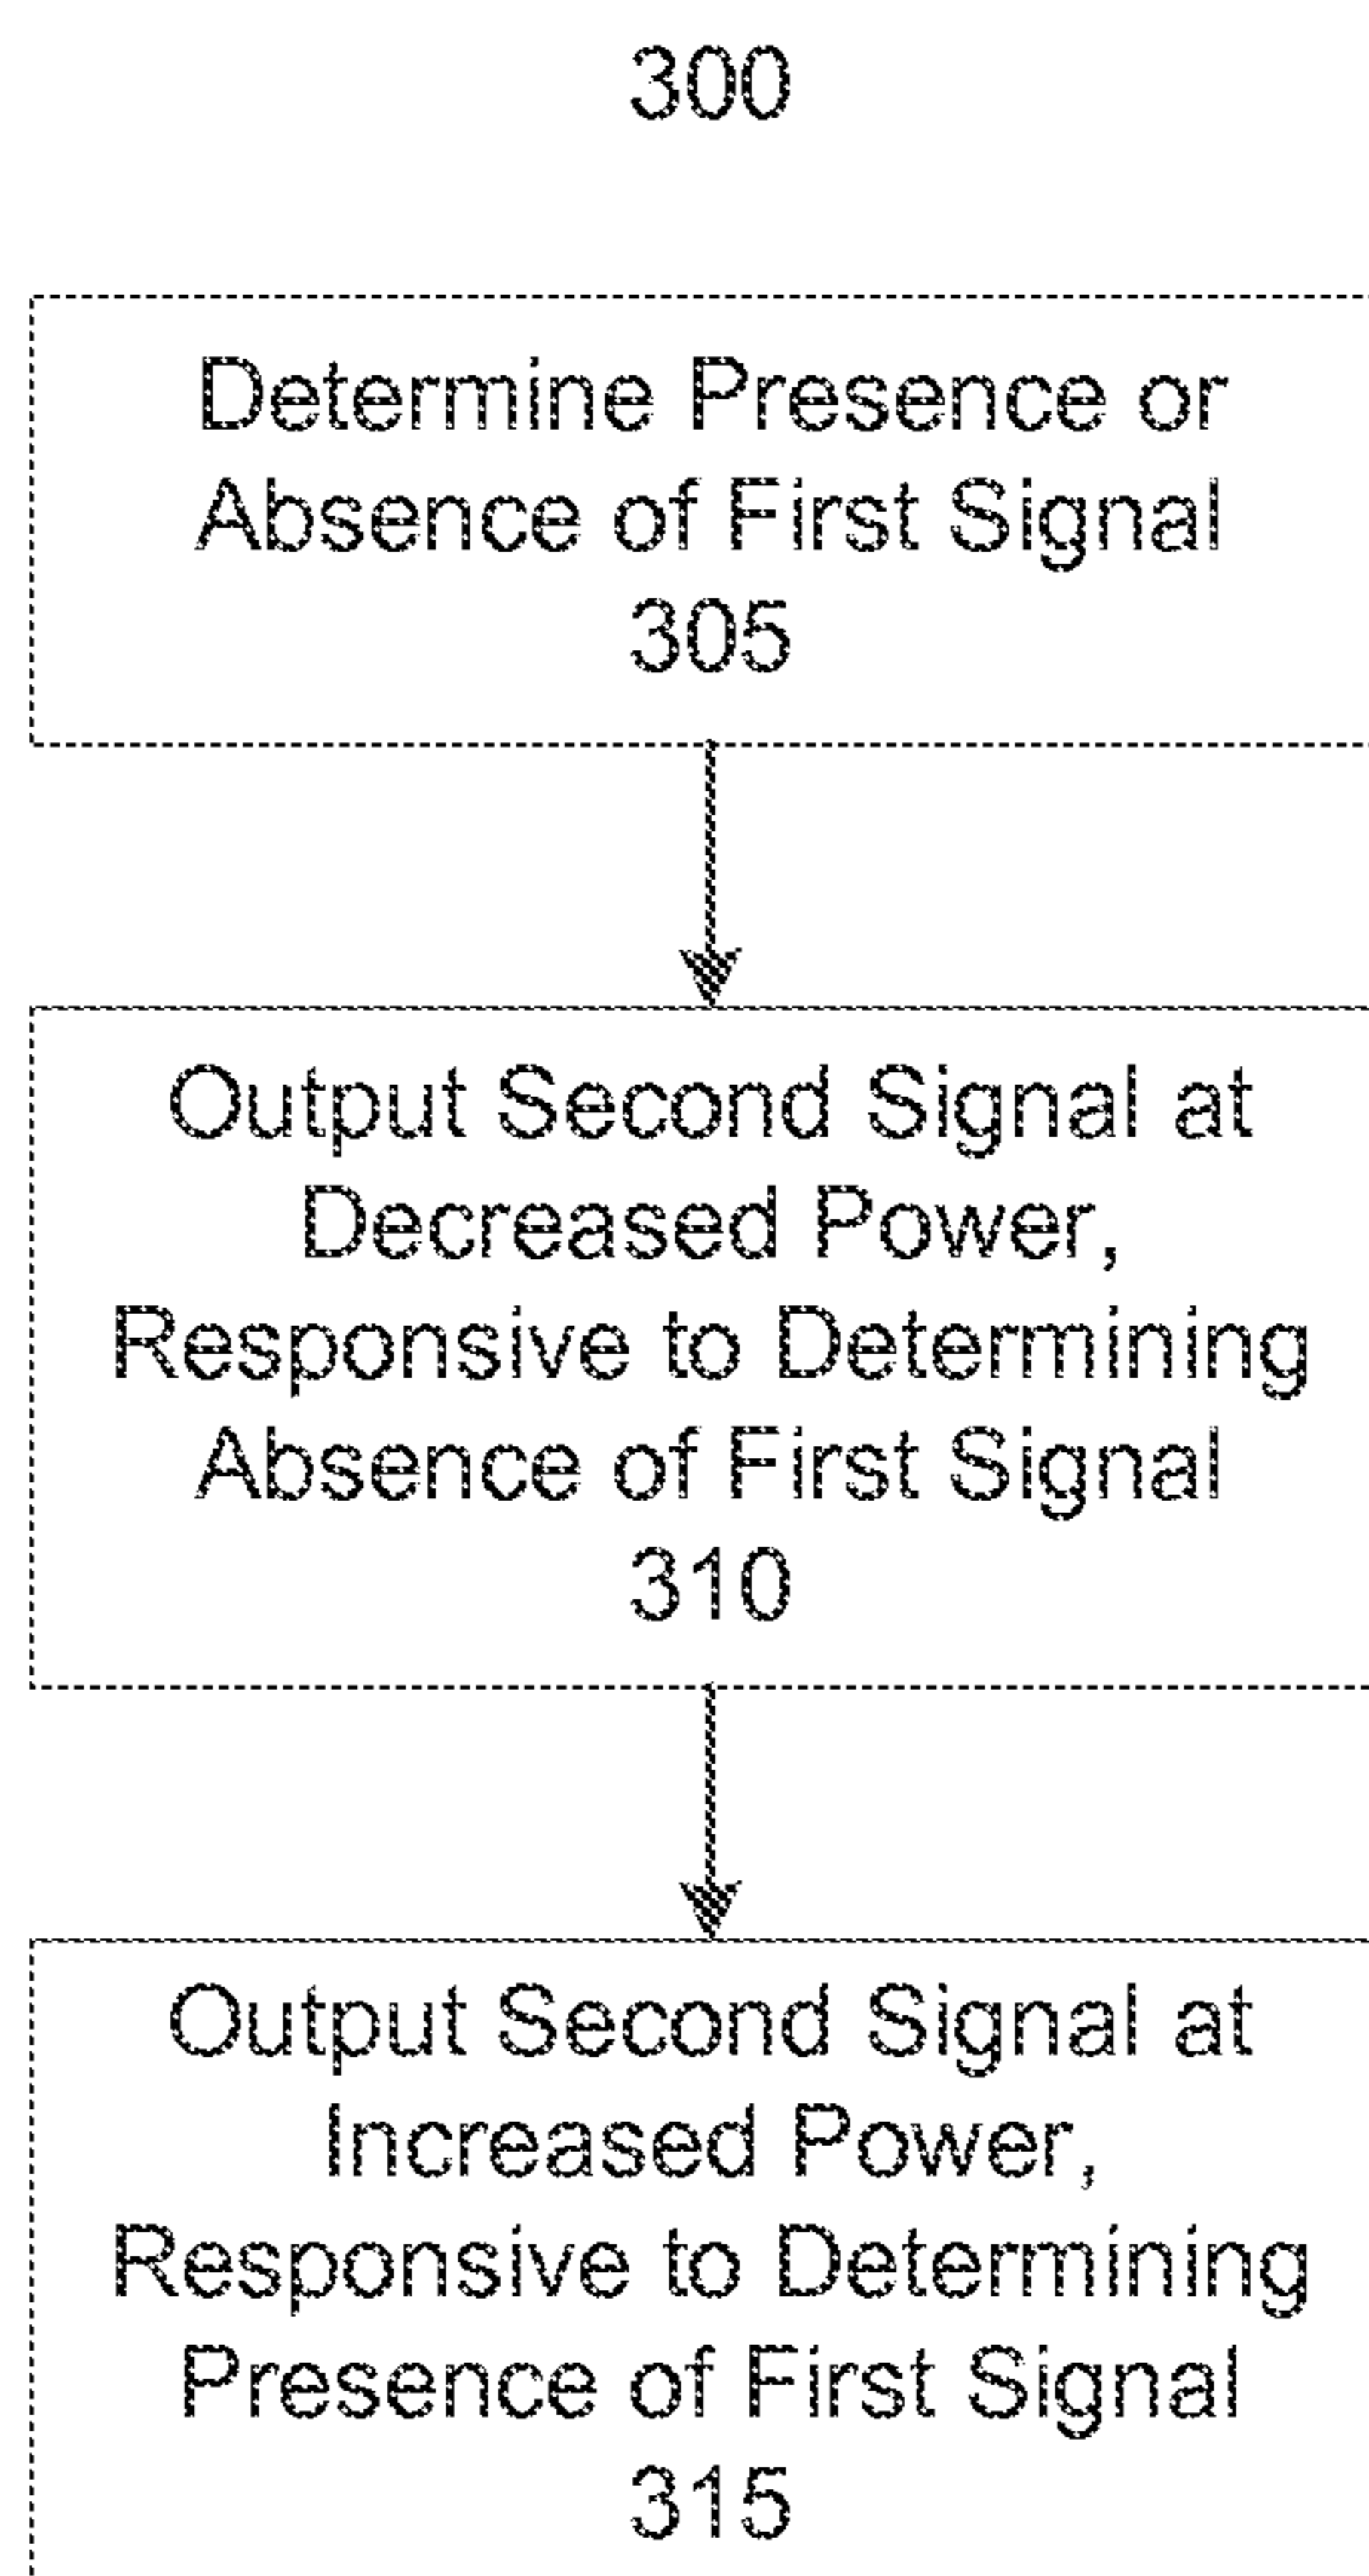 300
Determine Presence or
Absence of First Signal
305
Output Second Signal at
Decreased Power,
Responsive to Determining
Absence of First Signal
310
Output Second Signal at
Increased Power,
Responsive to Determining
Presence of First Signal
315